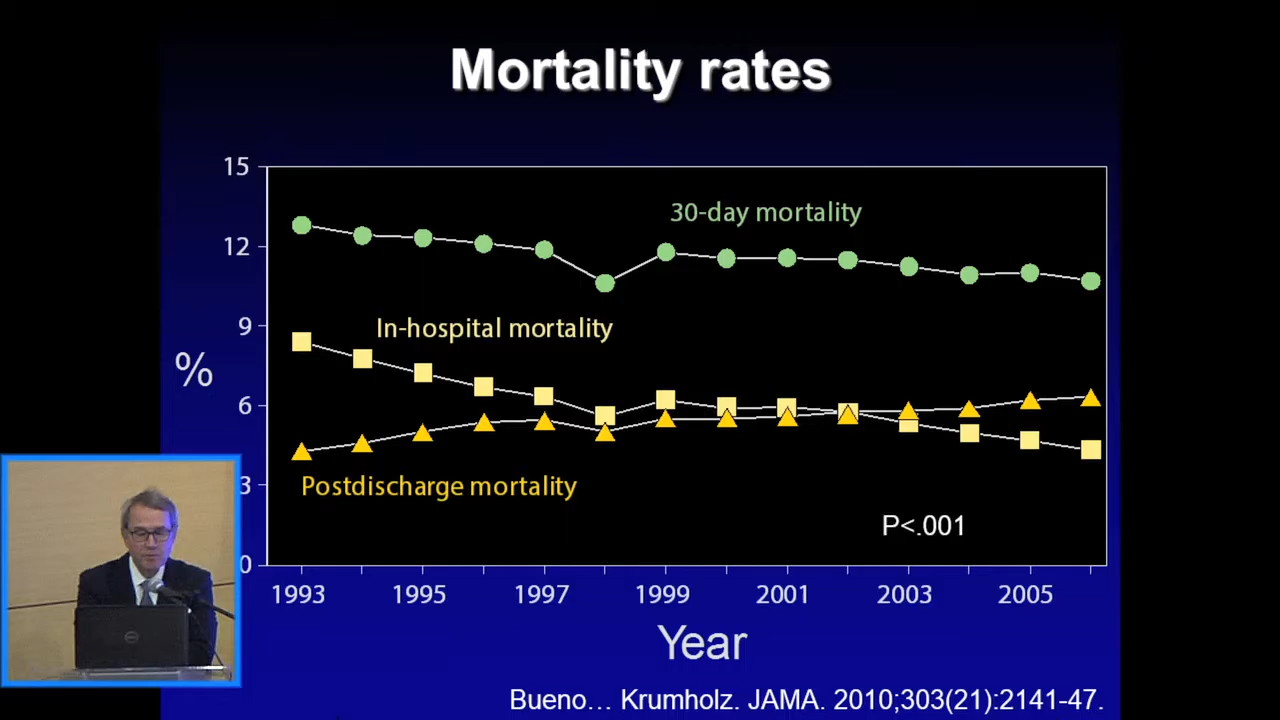 Mortality rates
15
12
9
6
3
0
%
30-day mortality
In-hospital mortality
Postdischarge mortality
P<.001
1993 1995 1997 1999 2001 2003 2005
Year
Bueno… Krumholz. JAMA. 2010;303(21):2141-47.